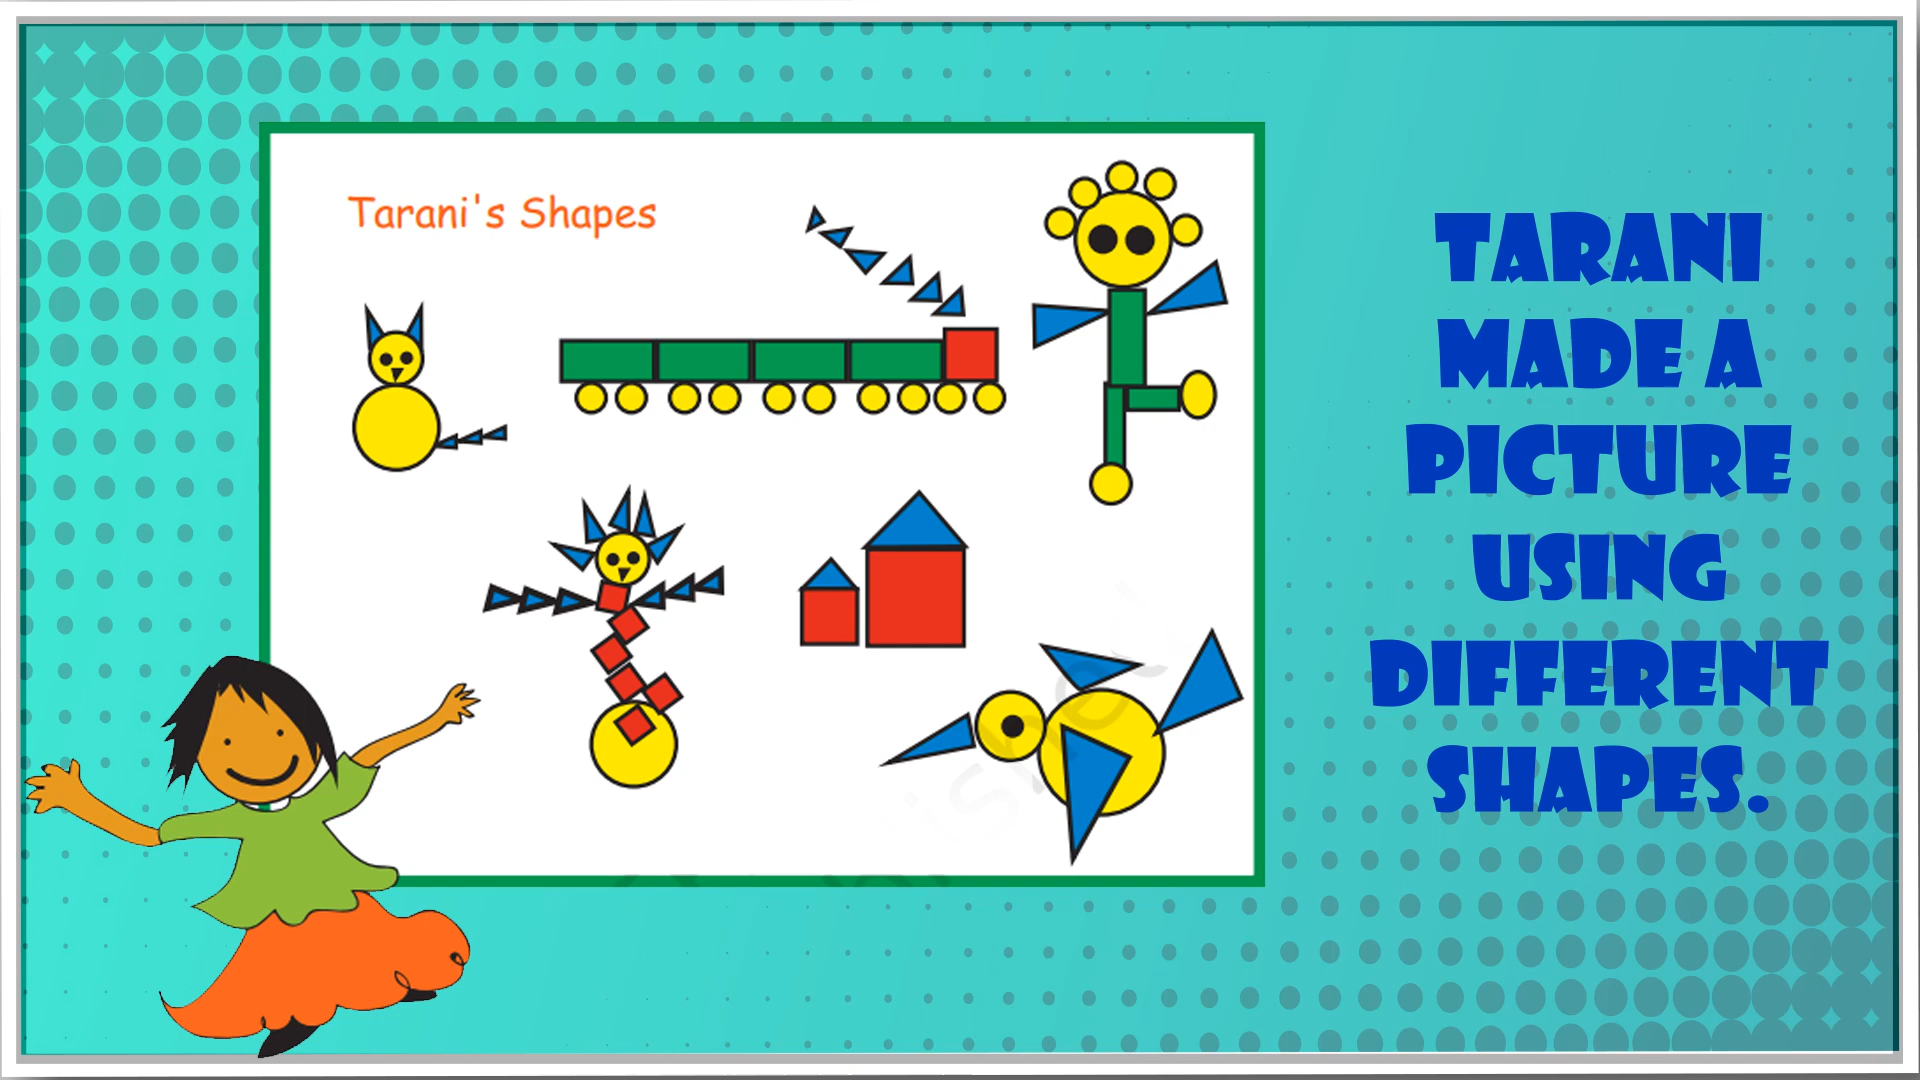 Tarani's Shapes
TARANI
MADE A
PICTURE
USING
DIFFERENT
SHAPES.